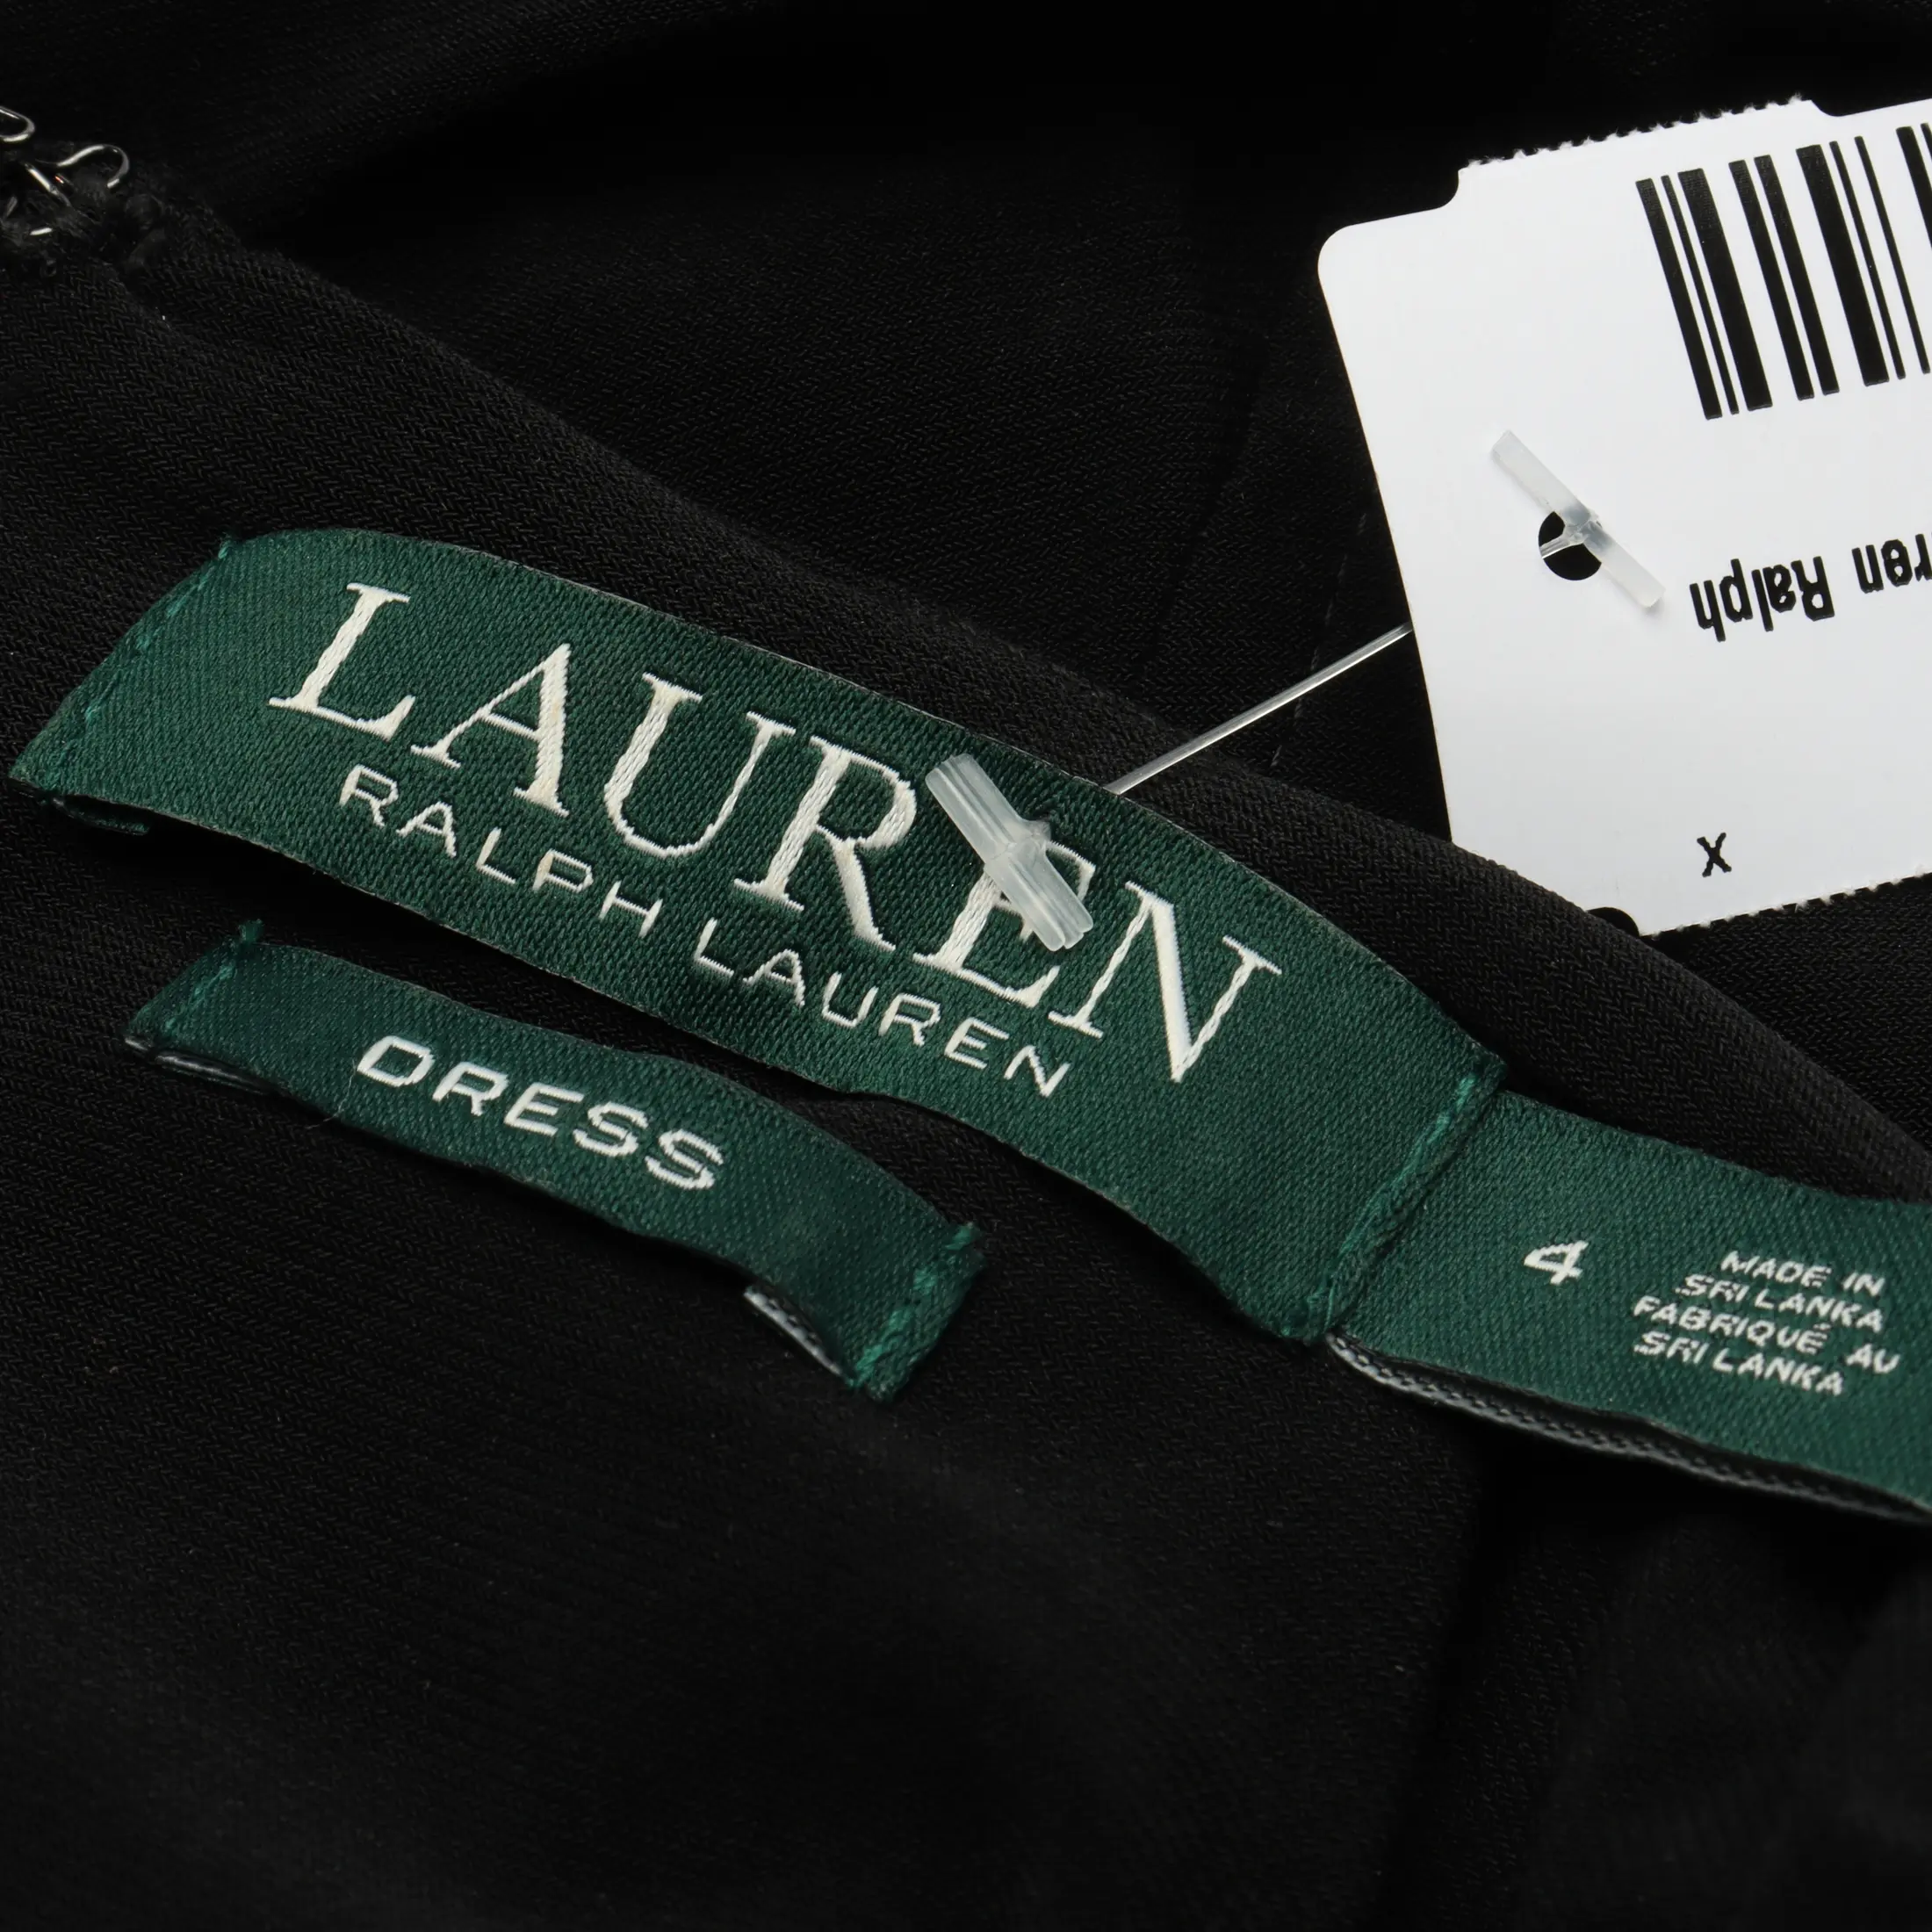 LAUREN
RALPH LAUREN
DRESS
4
MADE IN
SRI LANKA
FABRIQUÉ AU
SRI LANKA
ren Ralph
X